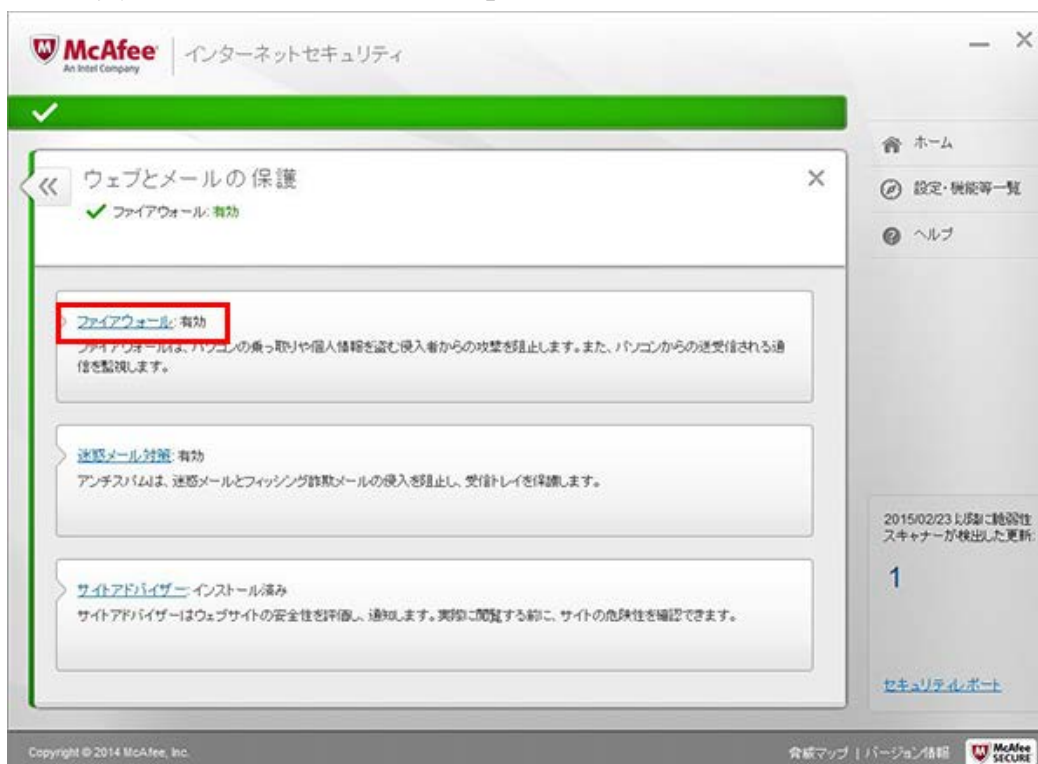 McAfee
An Intel Company
インターネットセキュリティ
ウェブとメールの保護
ファイアウォール: 有効
ファイアウォール: 有効
ファイアウォールは、パソコンの乗っ取りや個人情報を盗む侵入者からの攻撃を阻止します。また、パソコンからの送受信される通
信を監視します。
迷惑メール対策: 有効
アンチスパムは、迷惑メールとフィッシング詐欺メールの侵入を阻止し、受信トレイを保護します。
サイトアドバイザー: インストール済み
サイトアドバイザーはウェブサイトの安全性を評価し、通知します。実際に閲覧する前に、サイトの危険性を確認できます。
ホーム
設定・機能等一覧
ヘルプ
2015/02/23 以降に脆弱性
スキャナーが検出した更新:
1
セキュリティレポート
Copyright © 2014 McAfee, Inc.
脅威マップ | バージョン情報
McAfee
SECURE